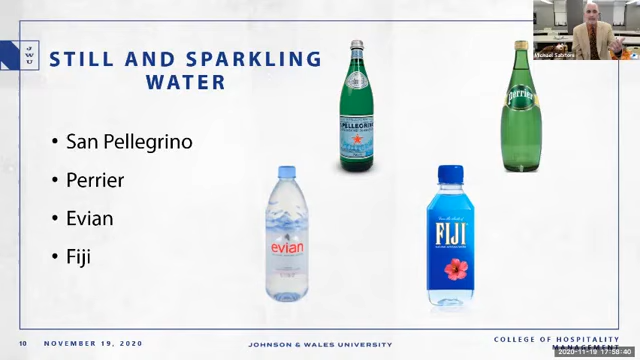 JWU
STILL AND SPARKLING
WATER
• San Pellegrino
• Perrier
• Evian
• Fiji
S.PELLEGRINO
Perrier
evian
FIJI
10
NOVEMBER 19, 2020
JOHNSON & WALES UNIVERSITY
COLLEGE OF HOSPITALITY
MANAGEMENT
2020-11-19 17:58:40